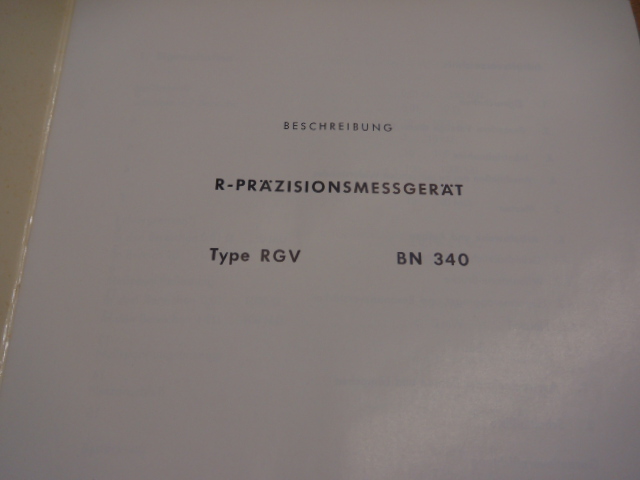 BESCHREIBUNG
R-PRÄZISIONSMESSGERÄT
Type RGV BN 340